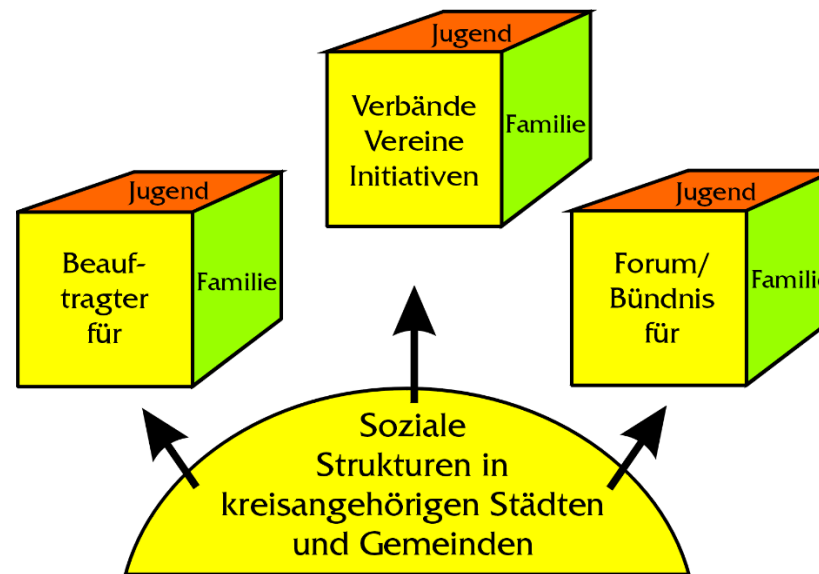 Jugend
Verbände
Vereine
Initiativen
Familie
Jugend
Beauf-
tragter
für
Familie
Jugend
Forum/
Bündnis
für
Famili
Soziale
Strukturen in
kreisangehörigen Städten
und Gemeinden